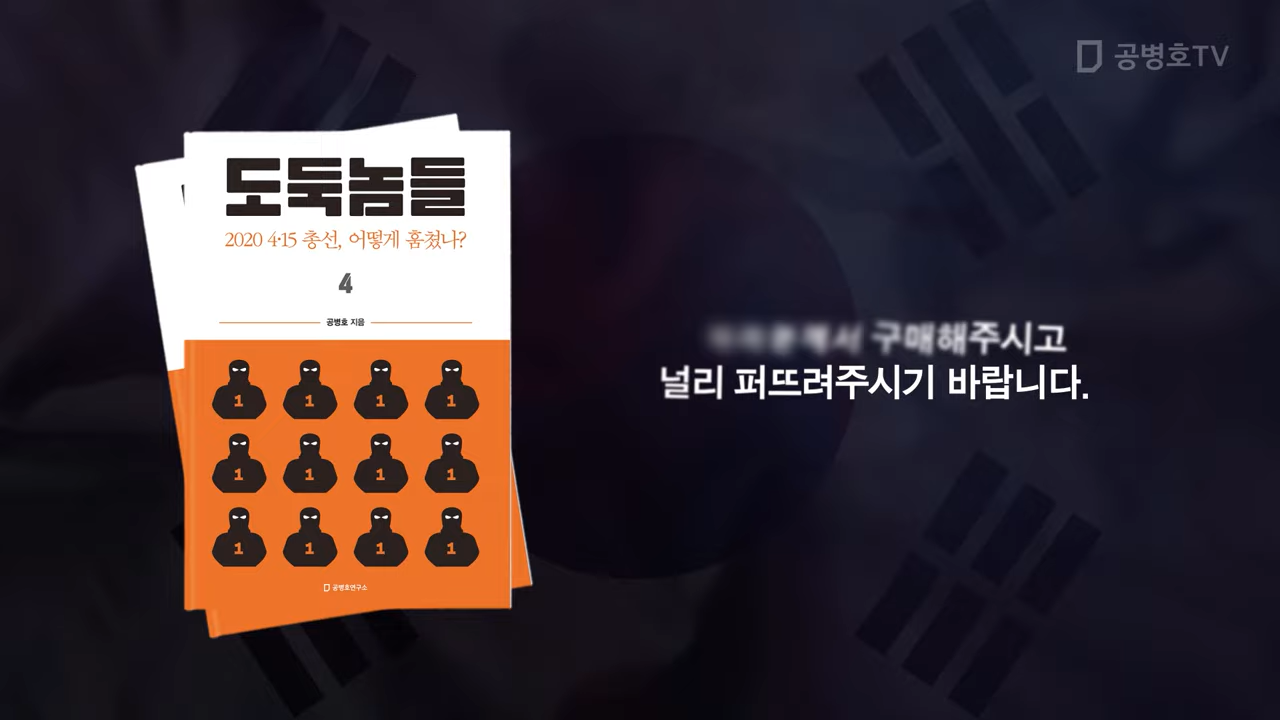 공병호TV
도둑놈들
2020 4·15 총선, 어떻게 훔쳤나?
4
공병호 지음
1 1 1 1
1 1 1 1
1 1 1 1
공병호연구소
구매해주시고
널리 퍼뜨려주시기 바랍니다.